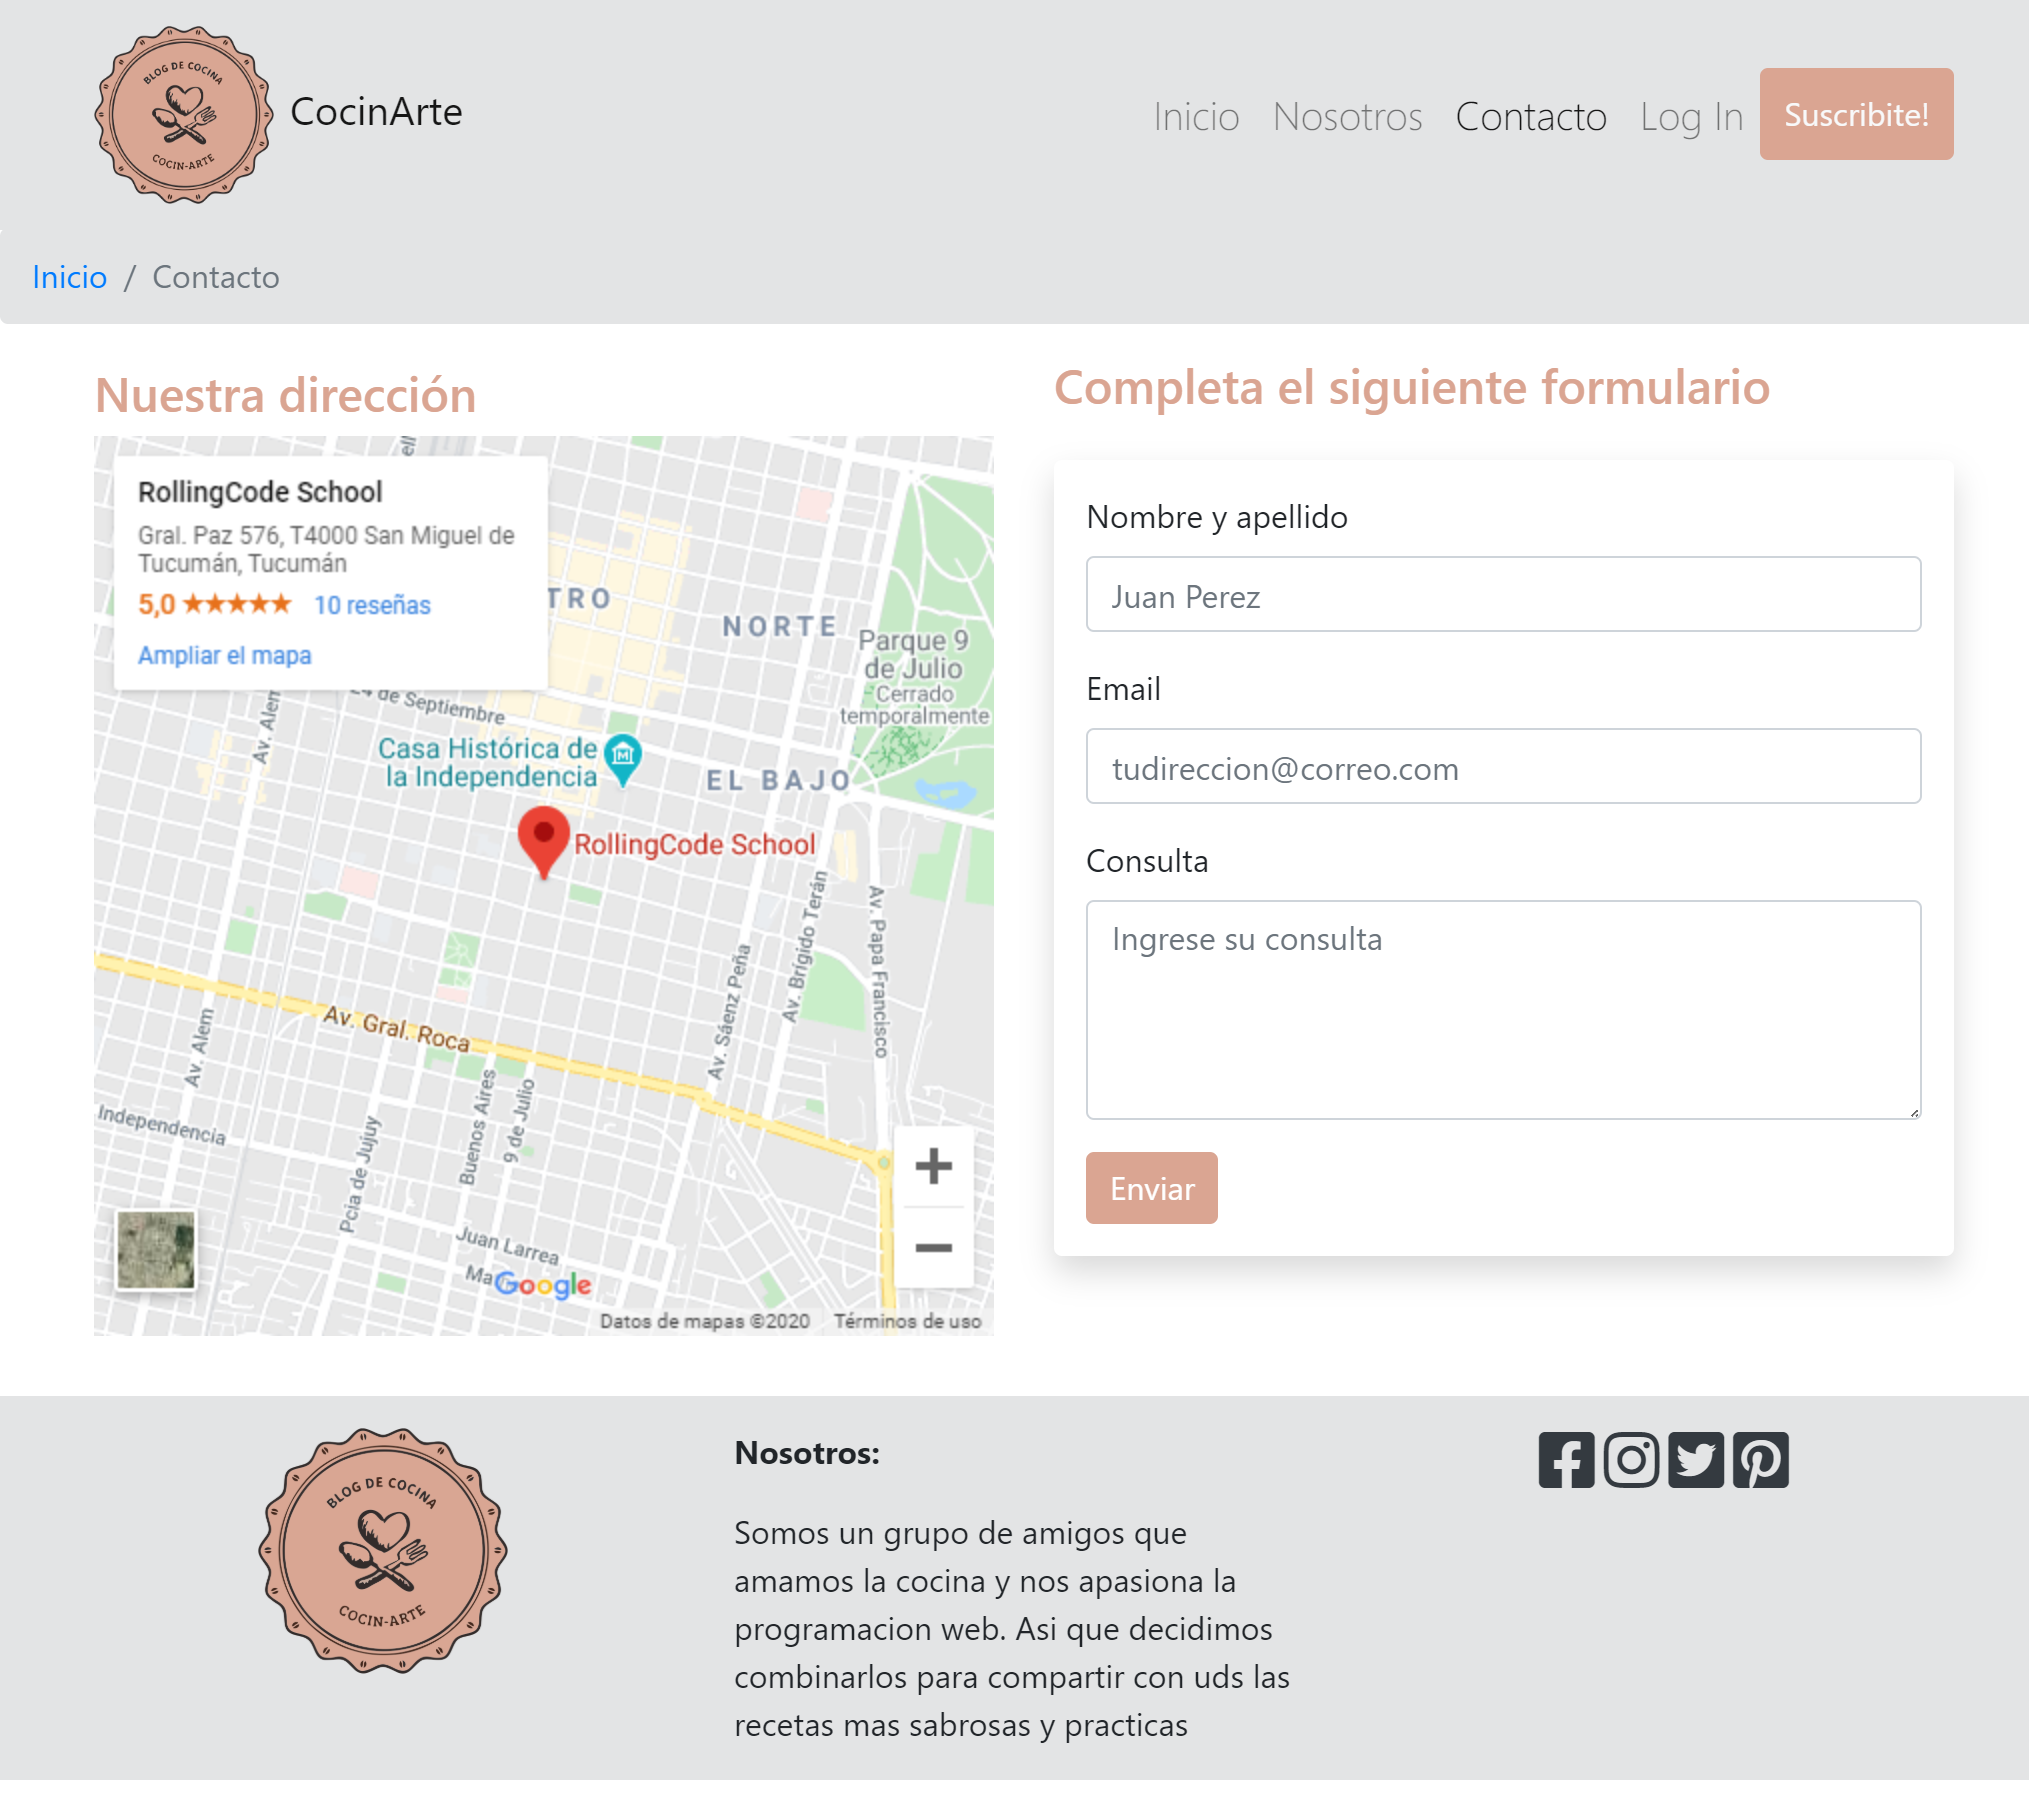 BLOG DE COCINA
COCIN-ARTE
CocinArte
Inicio Nosotros Contacto Log In Suscribite!
Inicio / Contacto
Nuestra dirección
RollingCode School
Gral. Paz 576, T4000 San Miguel de
Tucumán, Tucumán
5,0 ★★★★★ 10 reseñas
Ampliar el mapa
TRO
NORTE
Parque 9
de Julio
Cerrado
temporalmente
24 de Septiembre
Av. Alem
Casa Histórica de
la Independencia
EL BAJO
RollingCode School
Av. Brígido Terán
Av. Papa Francisco
Av. Sáenz Peña
Av. Gral. Roca
Av. Alem
Independencia
Buenos Aires
9 de Julio
Pcia de Jujuy
Juan Larrea
Google
Datos de mapas ©2020 Términos de uso
Completa el siguiente formulario
Nombre y apellido
Juan Perez
Email
tudireccion@correo.com
Consulta
Ingrese su consulta
Enviar
BLOG DE COCINA
COCIN-ARTE
Nosotros:
Somos un grupo de amigos que
amamos la cocina y nos apasiona la
programacion web. Asi que decidimos
combinarlos para compartir con uds las
recetas mas sabrosas y practicas